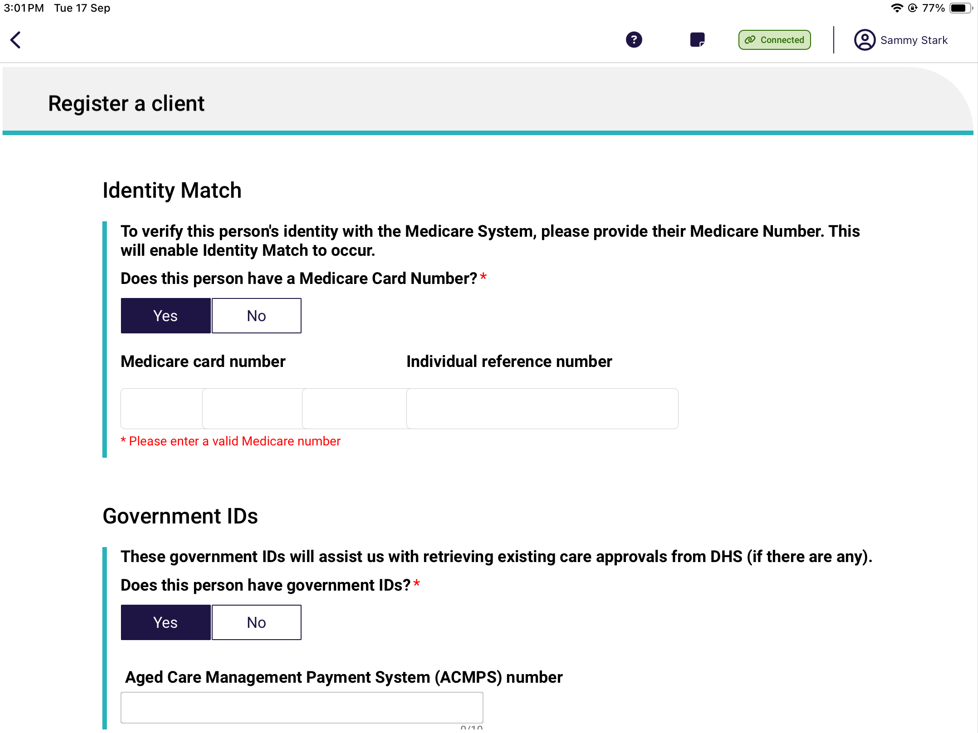 3:01PM Tue 17 Sep
77%
?
Connected
Sammy Stark
Register a client
Identity Match
To verify this person's identity with the Medicare System, please provide their Medicare Number. This
will enable Identity Match to occur.
Does this person have a Medicare Card Number?*
Yes No
Medicare card number Individual reference number
* Please enter a valid Medicare number
Government IDs
These government IDs will assist us with retrieving existing care approvals from DHS (if there are any).
Does this person have government IDs?*
Yes No
Aged Care Management Payment System (ACMPS) number